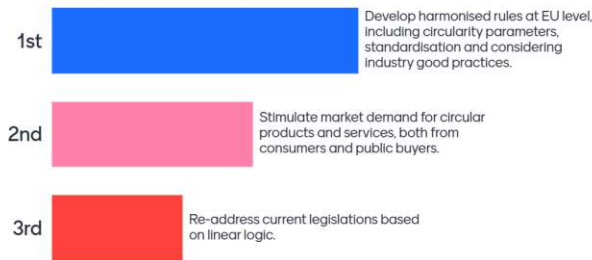 1st
Develop harmonised rules at EU level,
including circularity parameters,
standardisation and considering
industry good practices.
2nd
Stimulate market demand for circular
products and services, both from
consumers and public buyers.
3rd
Re-address current legislations based
on linear logic.